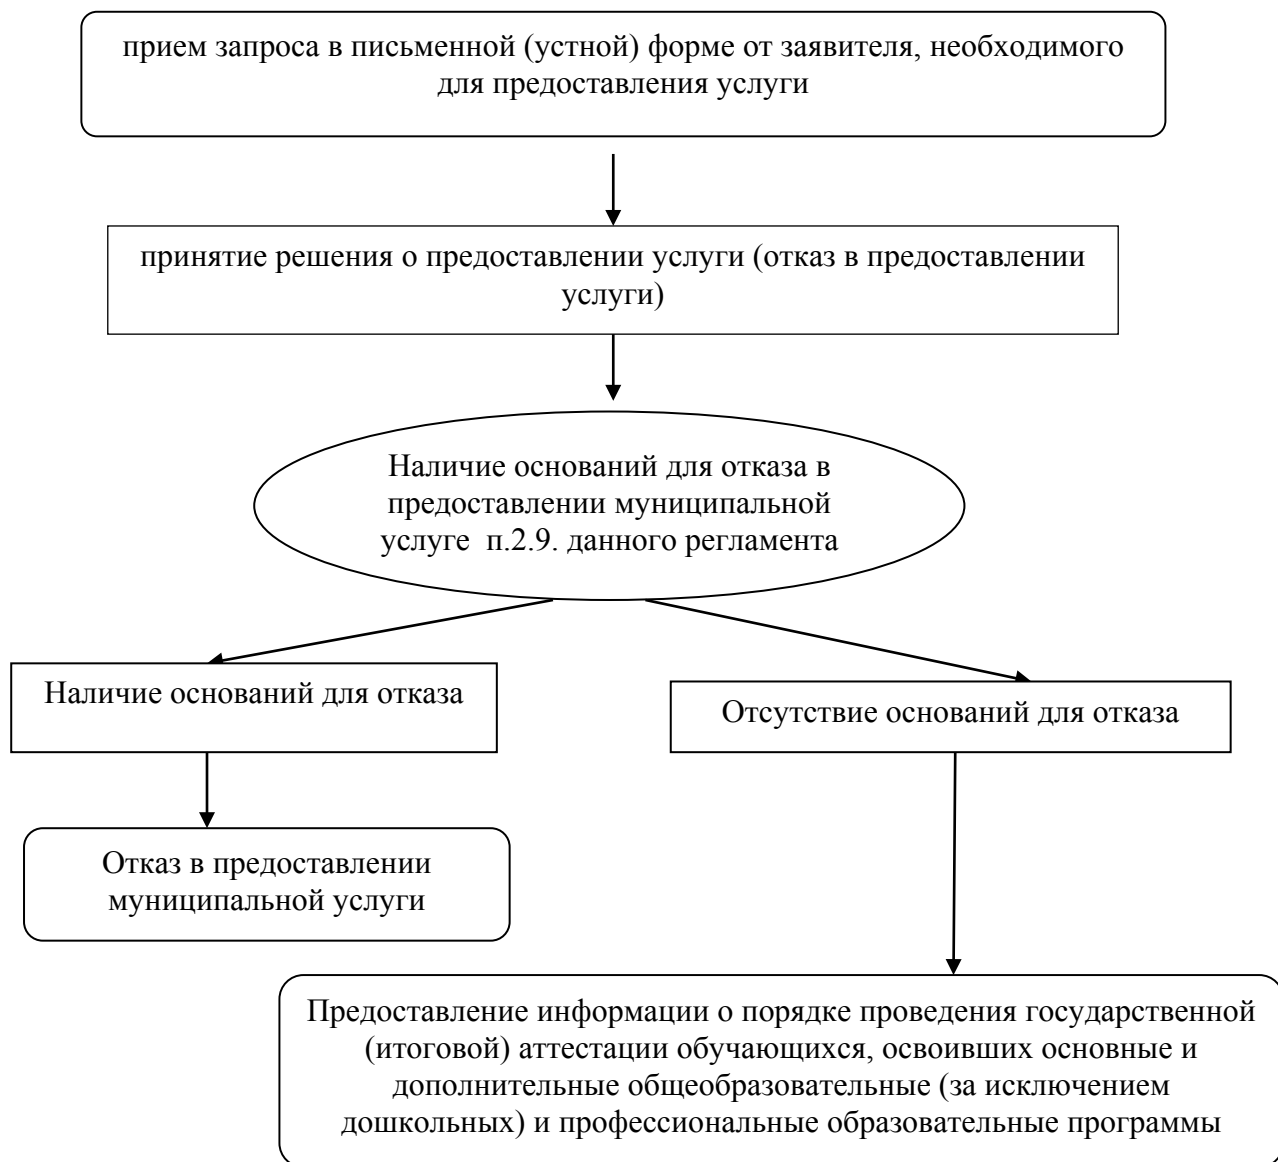 прием запроса в письменной (устной) форме от заявителя, необходимого
для предоставления услуги
принятие решения о предоставлении услуги (отказ в предоставлении
услуги)
Наличие оснований для отказа в
предоставлении муниципальной
услуге  п.2.9. данного регламента
Наличие оснований для отказа
Отсутствие оснований для отказа
Отказ в предоставлении
муниципальной услуги
Предоставление информации о порядке проведения государственной
(итоговой) аттестации обучающихся, освоивших основные и
дополнительные общеобразовательные (за исключением
дошкольных) и профессиональные образовательные программы